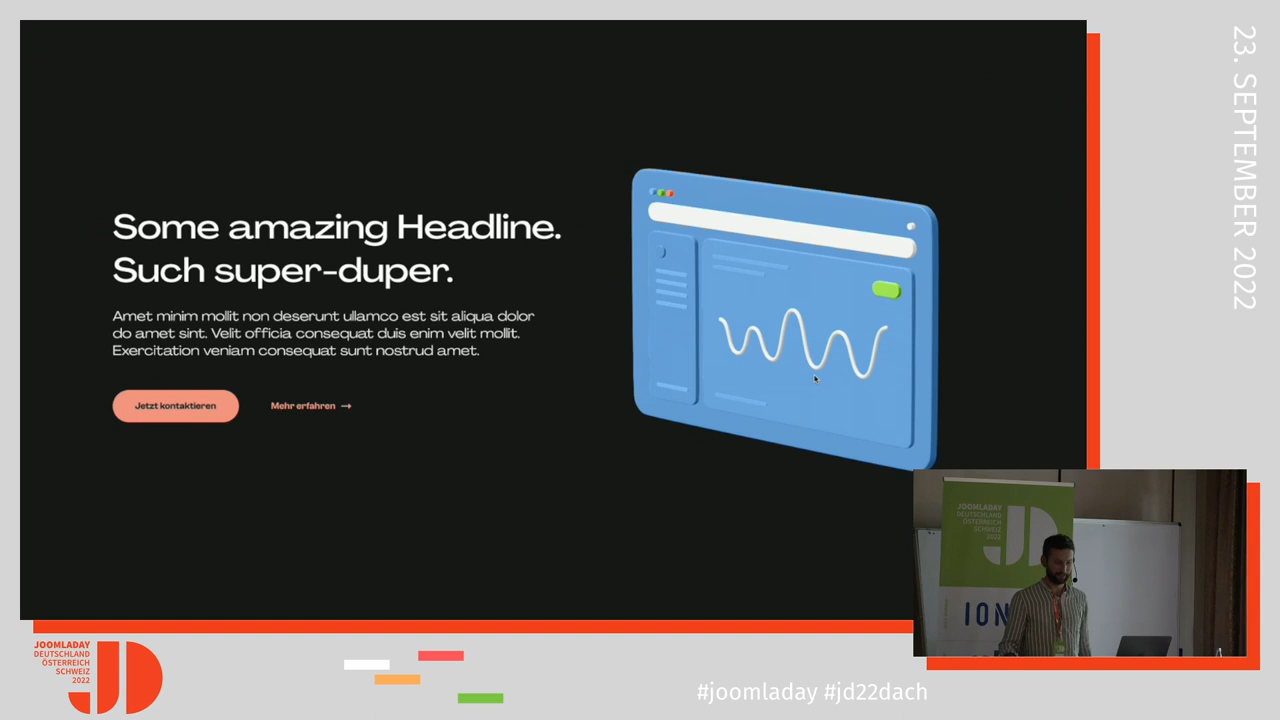 Some amazing Headline.
Such super-duper.
Amet minim mollit non deserunt ullamco est sit aliqua dolor
do amet sint. Velit officia consequat duis enim velit mollit.
Exercitation veniam consequat sunt nostrud amet.
Jetzt kontaktieren
Mehr erfahren →
23. SEPTEMBER 2022
JOOMLADAY
DEUTSCHLAND
ÖSTERREICH
SCHWEIZ
2022
JD
ION
JOOMLADAY
DEUTSCHLAND
ÖSTERREICH
SCHWEIZ
2022
JD
#joomladay #jd22dach